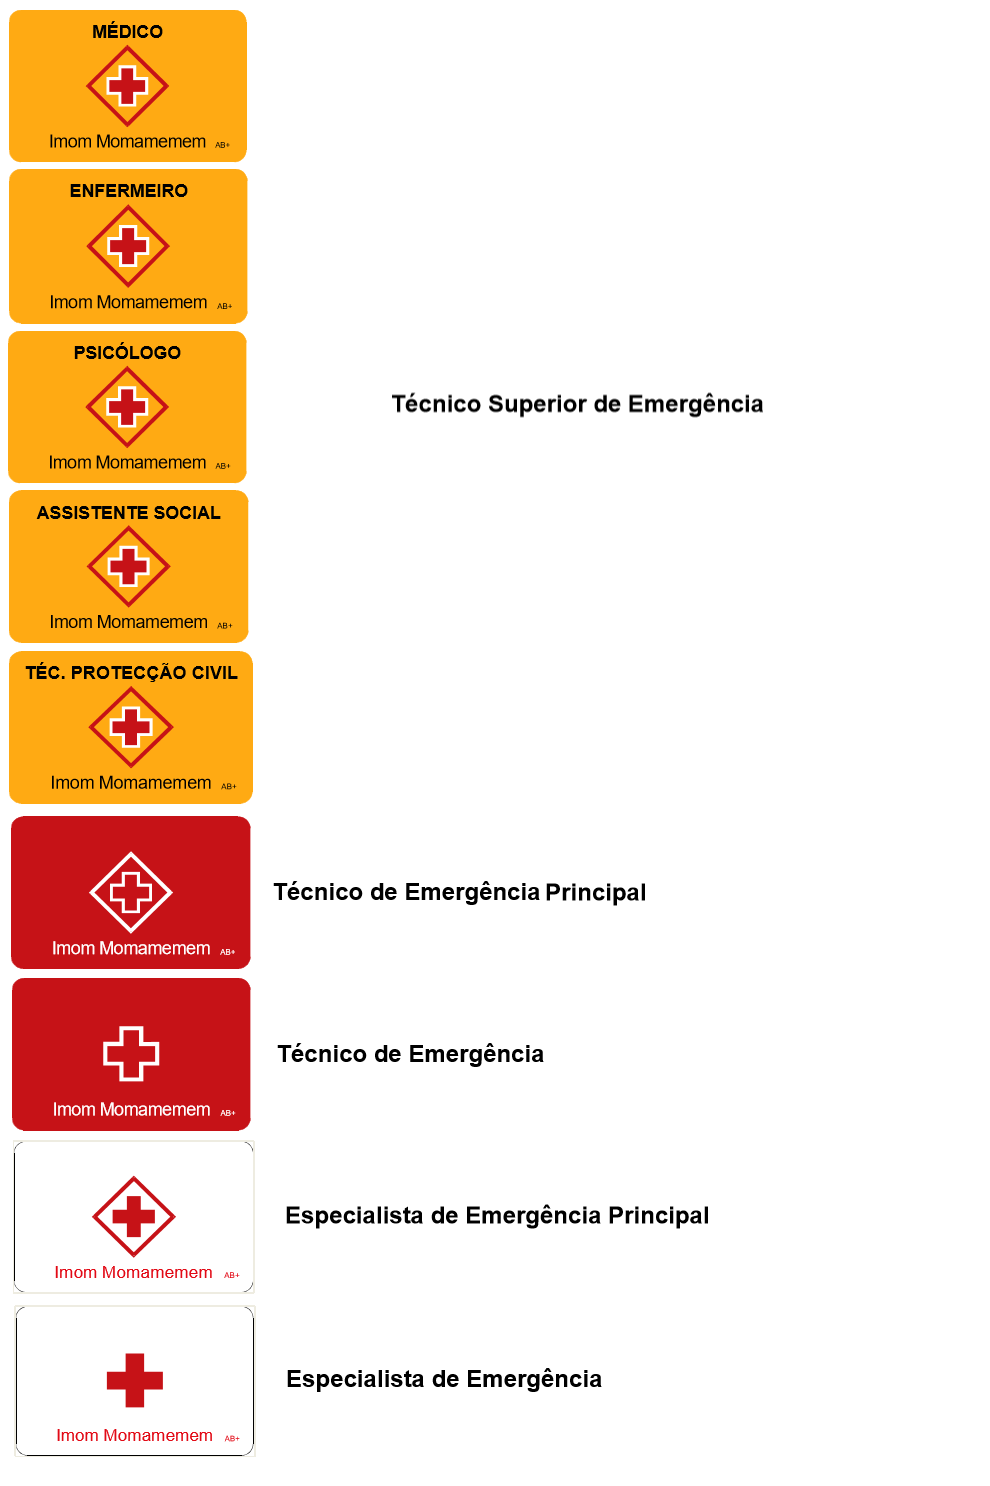 MÉDICO
Imom Momamemem AB+
ENFERMEIRO
Imom Momamemem AB+
PSICÓLOGO
Imom Momamemem AB+
Técnico Superior de Emergência
ASSISTENTE SOCIAL
Imom Momamemem AB+
TÉC. PROTECÇÃO CIVIL
Imom Momamemem AB+
Técnico de Emergência Principal
Imom Momamemem AB+
Técnico de Emergência
Imom Momamemem AB+
Especialista de Emergência Principal
Imom Momamemem AB+
Especialista de Emergência
Imom Momamemem AB+